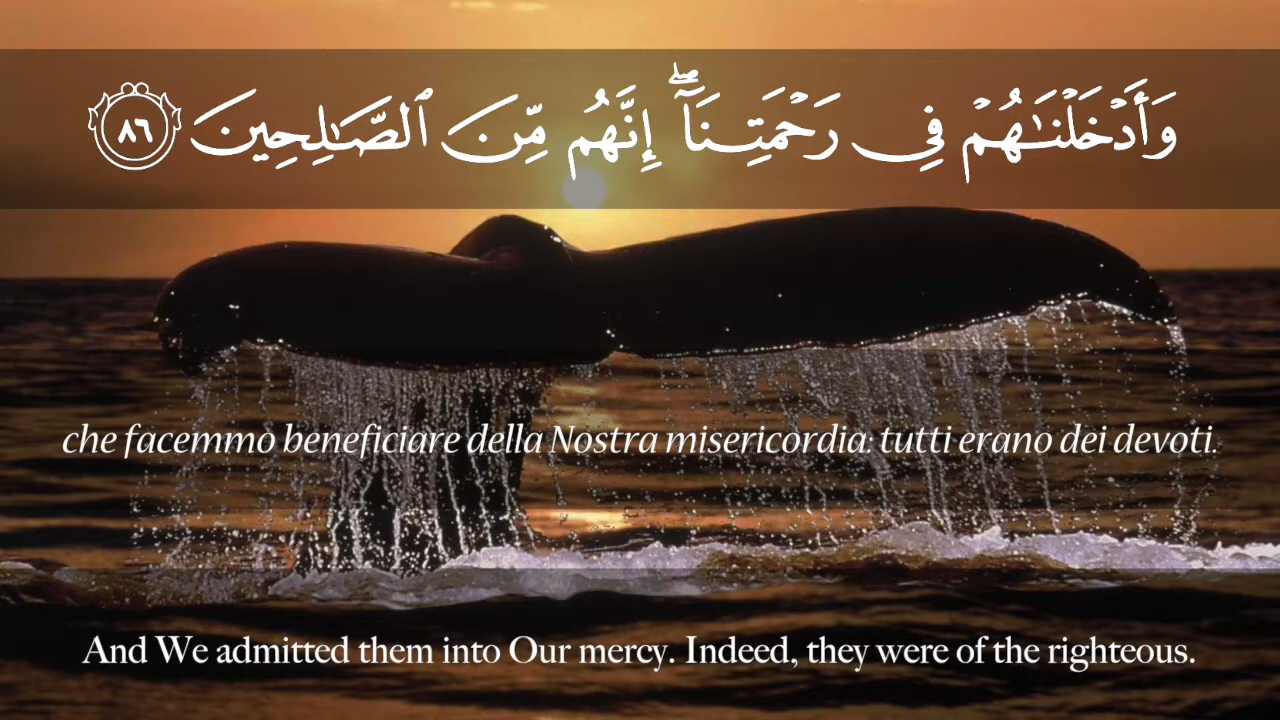 وَأَدْخَلْنَٰهُمْ فِى رَحْمَتِنَآ ۖ إِنَّهُم مِّنَ ٱلصَّٰلِحِينَ ٨٦
che facemmo beneficiare della Nostra misericordia: tutti erano dei devoti.
And We admitted them into Our mercy. Indeed, they were of the righteous.